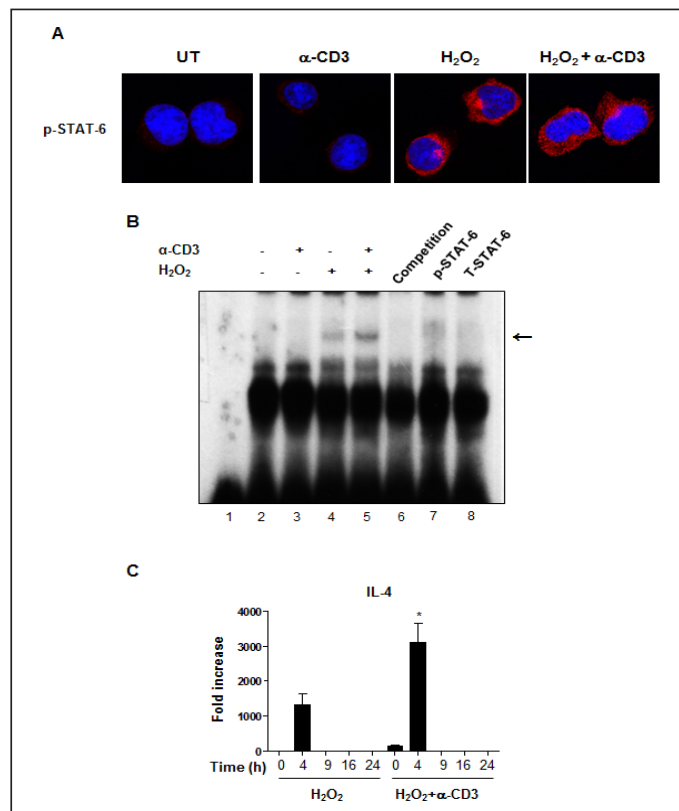 A
UT α-CD3 H₂O₂ H₂O₂ + α-CD3
p-STAT-6
B
α-CD3 - + - + Competition p-STAT-6 T-STAT-6
H₂O₂ - - + +
←
1 2 3 4 5 6 7 8
C
IL-4
Fold increase
4000
3000
2000
1000
0
*
Time (h) 0 4 9 16 24 0 4 9 16 24
H₂O₂ H₂O₂+α-CD3